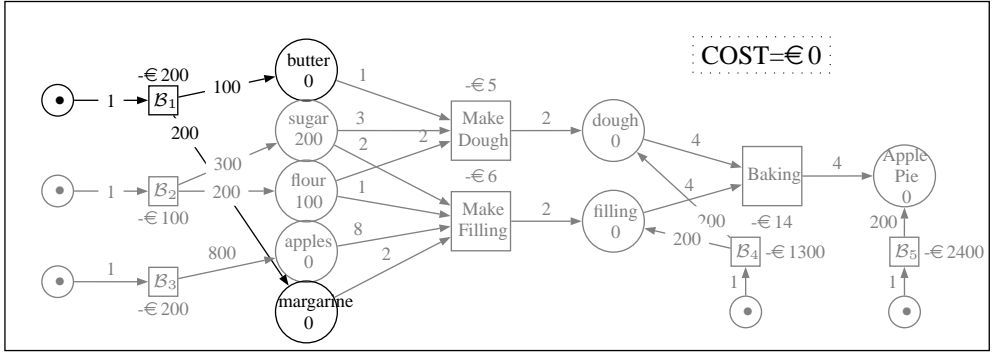 COST=€ 0
-€ 200
1
B₁
100
200
butter
0
1
-€ 5
Make
Dough
2
dough
0
4
sugar
200
3
2
2
300
1
B₂
200
-€ 100
flour
100
1
-€ 6
Make
Filling
2
filling
0
4
Baking
-€ 14
4
Apple
Pie
0
apples
0
8
800
1
B₃
-€ 200
2
margarine
0
200
200
B₄
-€ 1300
1
200
B₅
-€ 2400
1